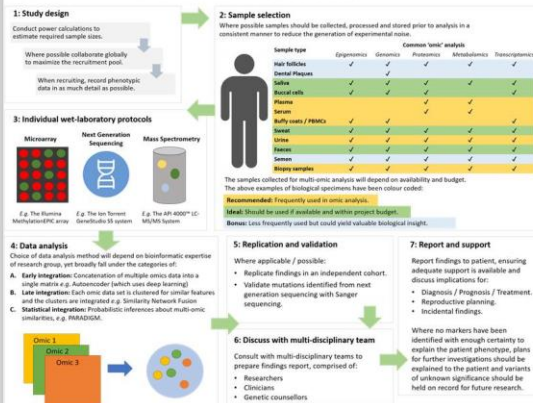 1: Study design
Conduct power calculations to
estimate required sample sizes.
Where possible collaborate globally
to maximize the recruitment pool.
When recruiting, record phenotypic
data in as much detail as possible.
2: Sample selection
Where possible samples should be collected, processed and stored prior to analysis in a
consistent manner to reduce the generation of experimental noise.
Common 'omic' analysis
Sample type Epigenomics Genomics Proteomics Metabolomics Transcriptomics
Hair follicles ✓ ✓ ✓ ✓ ✓
Dental Plaques ✓
Saliva ✓ ✓ ✓ ✓ ✓
Buccal cells ✓ ✓ ✓ ✓
Plasma ✓ ✓
Serum ✓ ✓
Buffy coats / PBMCs ✓ ✓ ✓
Sweat ✓ ✓ ✓ ✓ ✓
Urine ✓ ✓ ✓ ✓ ✓
Faeces ✓ ✓ ✓ ✓ ✓
Semen ✓ ✓ ✓ ✓ ✓
Biopsy samples ✓ ✓ ✓ ✓ ✓
The samples collected for multi-omic analysis will depend on availability and budget.
The above examples of biological specimens have been colour coded:
Recommended: Frequently used in omic analysis.
Ideal: Should be used if available and within project budget.
Bonus: Less frequently used but could yield valuable biological insight.
3: Individual wet-laboratory protocols
Microarray
Next Generation
Sequencing
Mass Spectrometry
E.g. The Illumina
MethylationEPIC array
E.g. The Ion Torrent
GeneStudio S5 system
E.g. The API 4000™ LC-
MS/MS System
4: Data analysis
Choice of data analysis method will depend on bioinformatic expertise
of research group, yet broadly fall under the categories of:
A. Early integration: Concatenation of multiple omics data into a
single matrix e.g. Autoencoder (which uses deep learning)
B. Late integration: Each omic data set is clustered for similar features
and the clusters are integrated e.g. Similarity Network Fusion
C. Statistical integration: Probabilistic inferences about multi-omic
similarities, e.g. PARADIGM.
Omic 1
Omic 2
Omic 3
5: Replication and validation
Where applicable / possible:
• Replicate findings in an independent cohort.
• Validate mutations identified from next
generation sequencing with Sanger
sequencing.
6: Discuss with multi-disciplinary team
Consult with multi-disciplinary teams to
prepare findings report, comprised of:
• Researchers
• Clinicians
• Genetic counsellors
7: Report and support
Report findings to patient, ensuring
adequate support is available and
discuss implications for:
• Diagnosis / Prognosis / Treatment.
• Reproductive planning.
• Incidental findings.
Where no markers have been
identified with enough certainty to
explain the patient phenotype, plans
for further investigations should be
explained to the patient and variants
of unknown significance should be
held on record for future research.